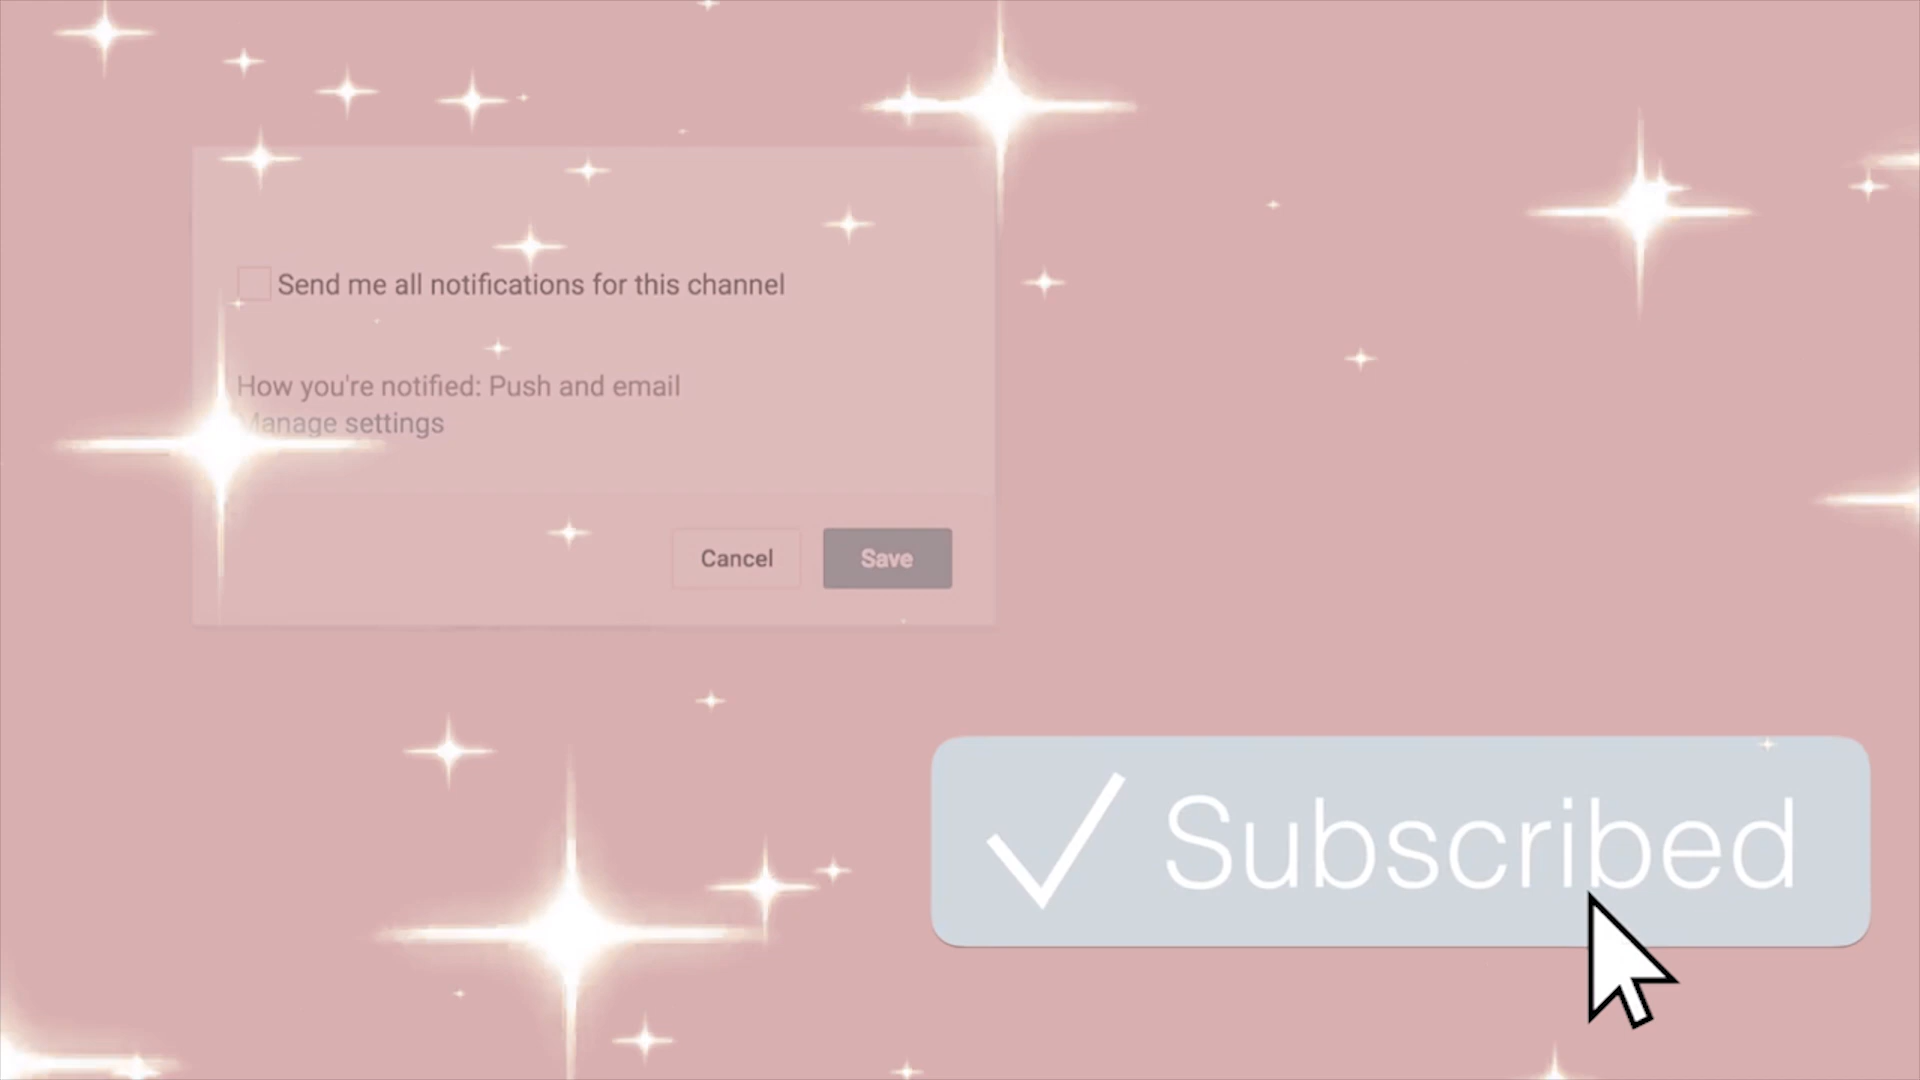 Send me all notifications for this channel
How you're notified: Push and email
Manage settings
Cancel
Save
Subscribed